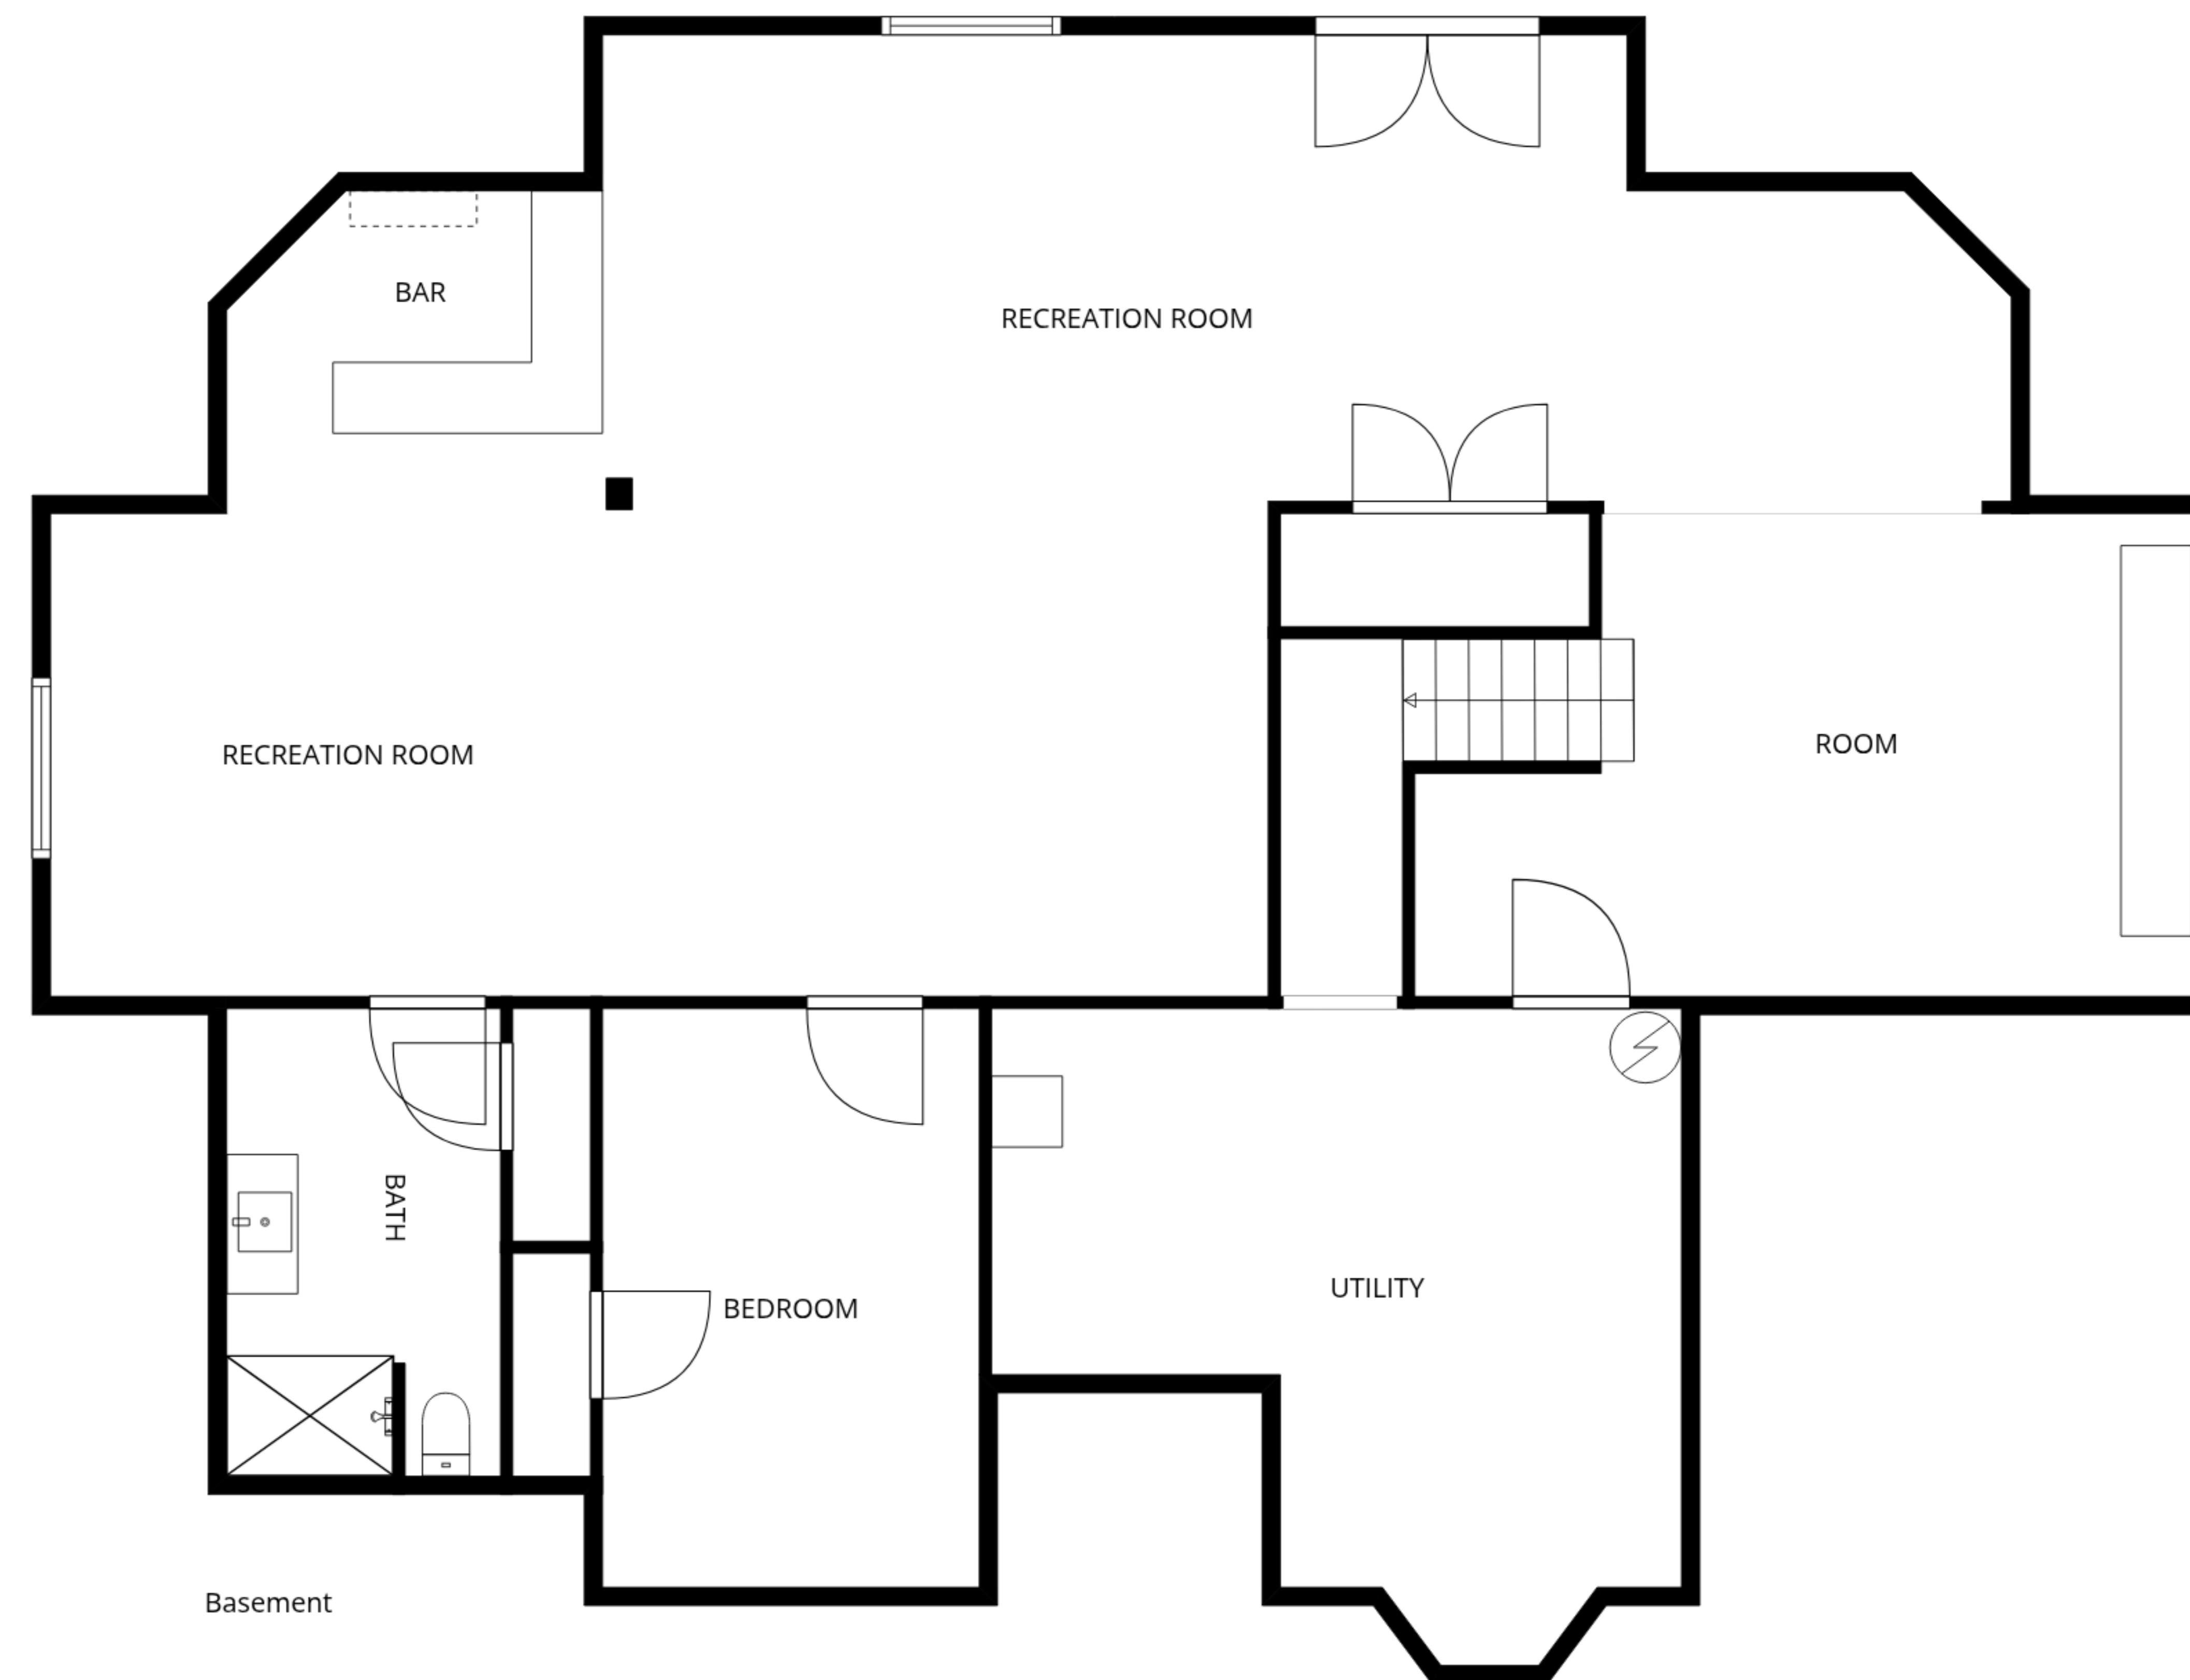 BAR
RECREATION ROOM
RECREATION ROOM
ROOM
BATH
UTILITY
BEDROOM
Basement